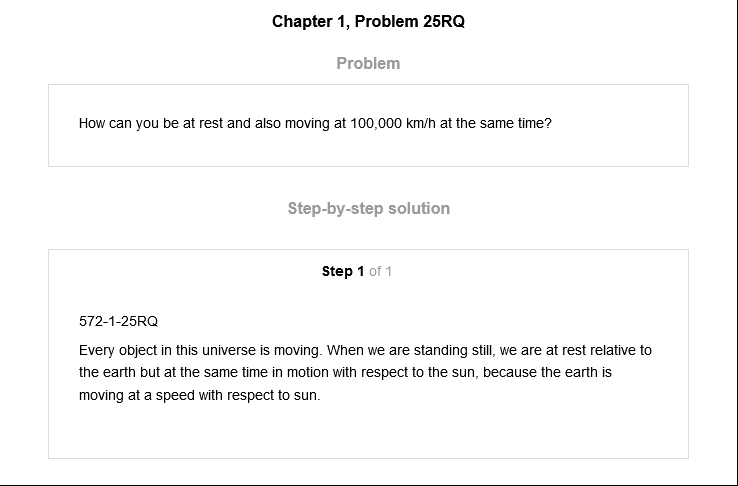 Chapter 1, Problem 25RQ
Problem
How can you be at rest and also moving at 100,000 km/h at the same time?
Step-by-step solution
Step 1 of 1
572-1-25RQ
Every object in this universe is moving. When we are standing still, we are at rest relative to
the earth but at the same time in motion with respect to the sun, because the earth is
moving at a speed with respect to sun.